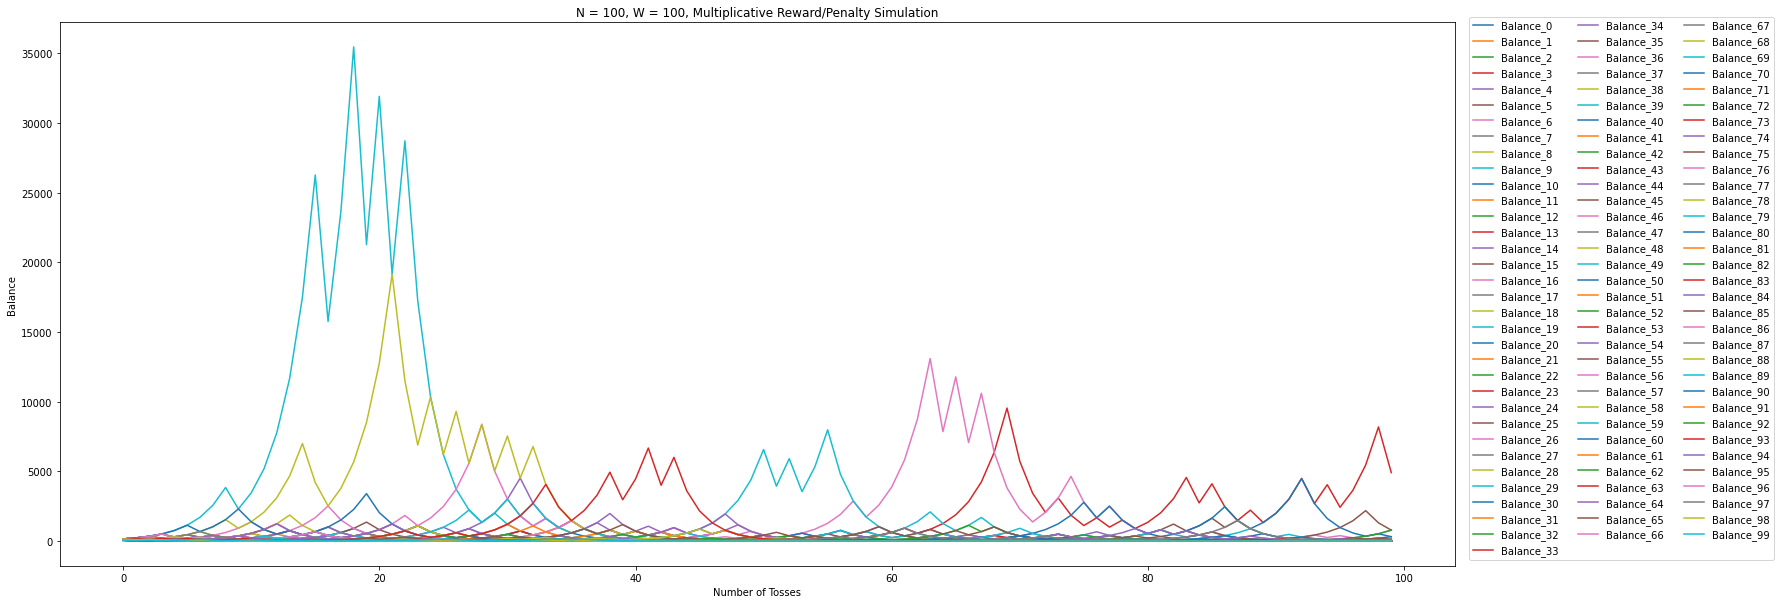 N = 100, W = 100, Multiplicative Reward/Penalty Simulation
35000
30000
25000
20000
15000
10000
5000
0
Balance
0 20 40 60 80 100
Number of Tosses
Balance_0 Balance_34 Balance_67
Balance_1 Balance_35 Balance_68
Balance_2 Balance_36 Balance_69
Balance_3 Balance_37 Balance_70
Balance_4 Balance_38 Balance_71
Balance_5 Balance_39 Balance_72
Balance_6 Balance_40 Balance_73
Balance_7 Balance_41 Balance_74
Balance_8 Balance_42 Balance_75
Balance_9 Balance_43 Balance_76
Balance_10 Balance_44 Balance_77
Balance_11 Balance_45 Balance_78
Balance_12 Balance_46 Balance_79
Balance_13 Balance_47 Balance_80
Balance_14 Balance_48 Balance_81
Balance_15 Balance_49 Balance_82
Balance_16 Balance_50 Balance_83
Balance_17 Balance_51 Balance_84
Balance_18 Balance_52 Balance_85
Balance_19 Balance_53 Balance_86
Balance_20 Balance_54 Balance_87
Balance_21 Balance_55 Balance_88
Balance_22 Balance_56 Balance_89
Balance_23 Balance_57 Balance_90
Balance_24 Balance_58 Balance_91
Balance_25 Balance_59 Balance_92
Balance_26 Balance_60 Balance_93
Balance_27 Balance_61 Balance_94
Balance_28 Balance_62 Balance_95
Balance_29 Balance_63 Balance_96
Balance_30 Balance_64 Balance_97
Balance_31 Balance_65 Balance_98
Balance_32 Balance_66 Balance_99
Balance_33